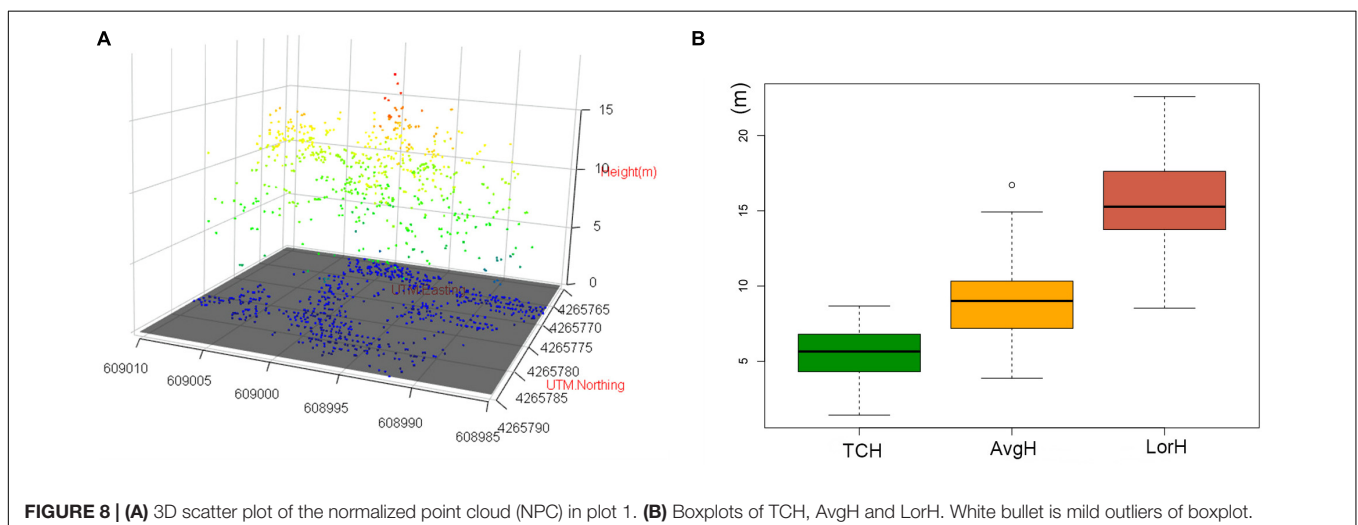 A
15
10
Height(m)
5
0
UTM.Easting
4265765
4265770
4265775
4265780
UTM.Northing
4265785
4265790
609010
609005
609000
608995
608990
608985
B
(m)
20
15
10
5
TCH
AvgH
LorH
FIGURE 8 | (A) 3D scatter plot of the normalized point cloud (NPC) in plot 1. (B) Boxplots of TCH, AvgH and LorH. White bullet is mild outliers of boxplot.